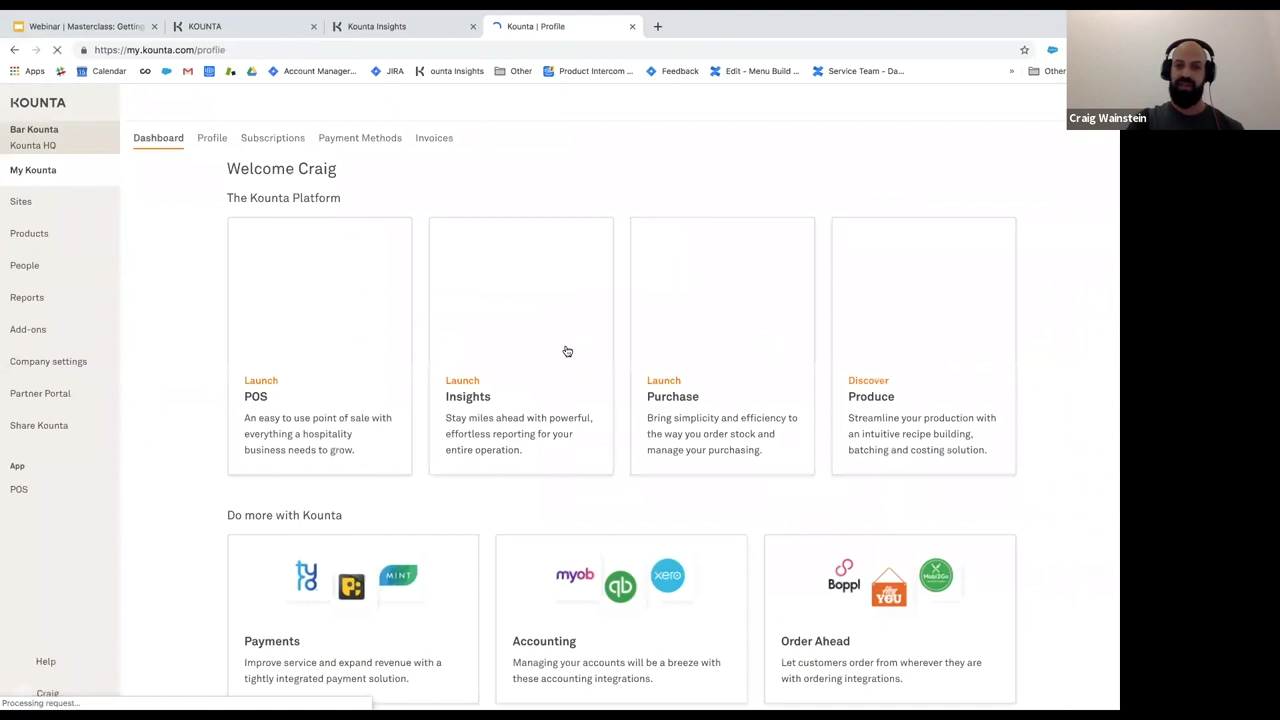 Webinar | Masterclass: Getting
KOUNTA
Kounta Insights
Kounta | Profile
https://my.kounta.com/proflie
Apps
Calendar
Account Manager...
JIRA
ounta Insights
Other
Product Intercom ...
Feedback
Edit - Menu Build ...
Service Team - Da...
»
Other
Craig Wainstein
KOUNTA
Bar Kounta
Kounta HQ
My Kounta
Sites
Products
People
Reports
Add-ons
Company settings
Partner Portal
Share Kounta
App
POS
Help
Craig
Processing request...
Dashboard
Profile
Subscriptions
Payment Methods
Invoices
Welcome Craig
The Kounta Platform
Launch
POS
An easy to use point of sale with
everything a hospitality
business needs to grow.
Launch
Insights
Stay miles ahead with powerful,
effortless reporting for your
entire operation.
Launch
Purchase
Bring simplicity and efficiency to
the way you order stock and
manage your purchasing.
Discover
Produce
Streamline your production with
an intuitive recipe building,
batching and costing solution.
Do more with Kounta
tyro
MINT
Payments
Improve service and expand revenue with a
tightly integrated payment solution.
myob
qb
xero
Accounting
Managing your accounts will be a breeze with
these accounting integrations.
Boppl
YOU
Mobi2Go
Order Ahead
Let customers order from wherever they are
with ordering integrations.